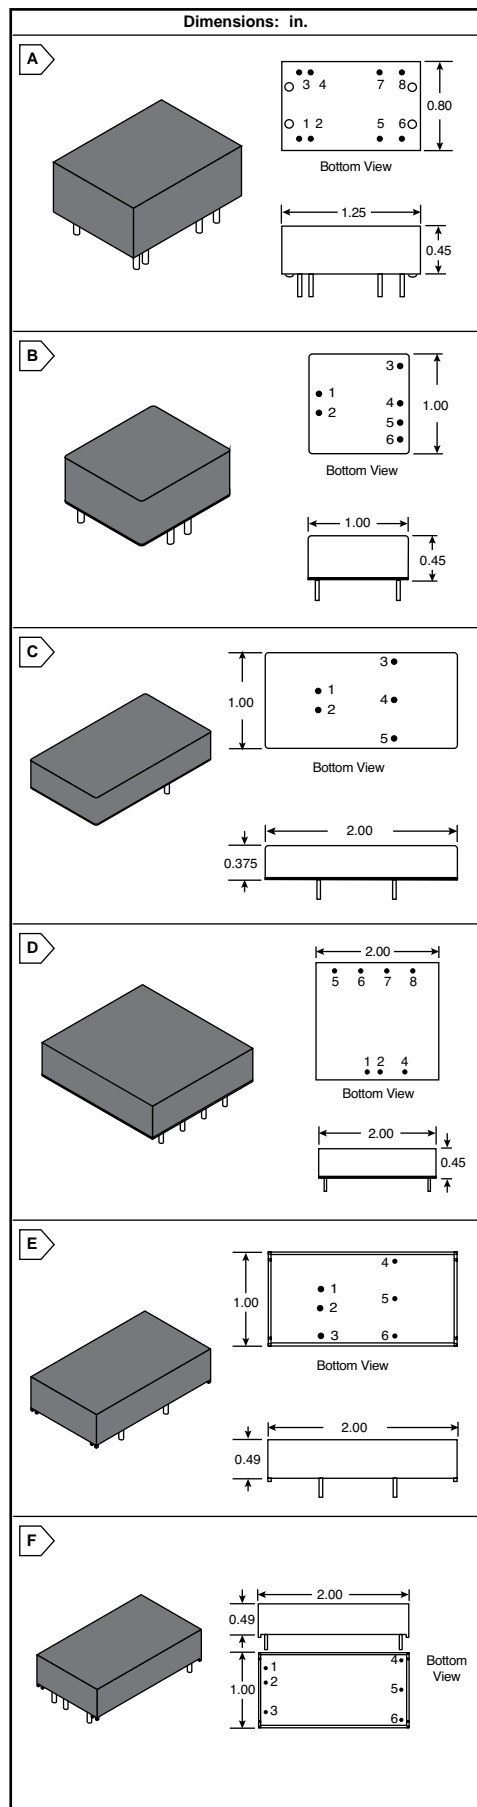 Dimensions: in.
A
3 4 7 8
0.80
1 2 5 6
Bottom View
1.25
0.45
B
3
1
4
1.00
2
5
6
Bottom View
1.00
0.45
C
3
1
1.00
4
2
5
Bottom View
2.00
0.375
D
2.00
5 6 7 8
1 2 4
Bottom View
2.00
0.45
E
4
1
1.00
5
2
3 6
Bottom View
2.00
0.49
F
2.00
0.49
1 4
Bottom
View
2
1.00
5
3
6